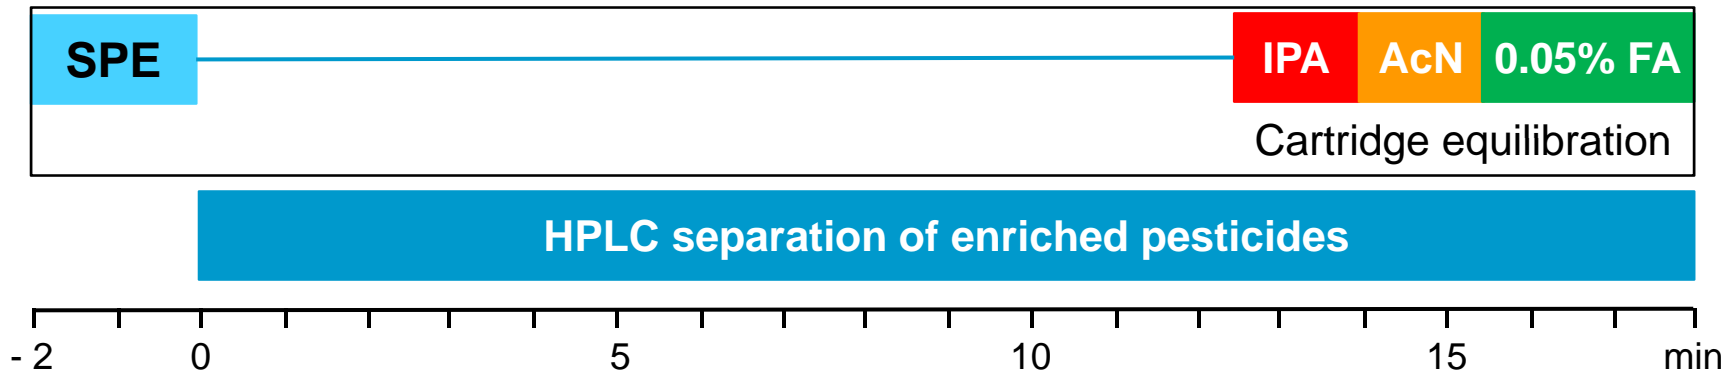 SPE IPA AcN 0.05% FA
Cartridge equilibration
HPLC separation of enriched pesticides
- 2 0 5 10 15 min